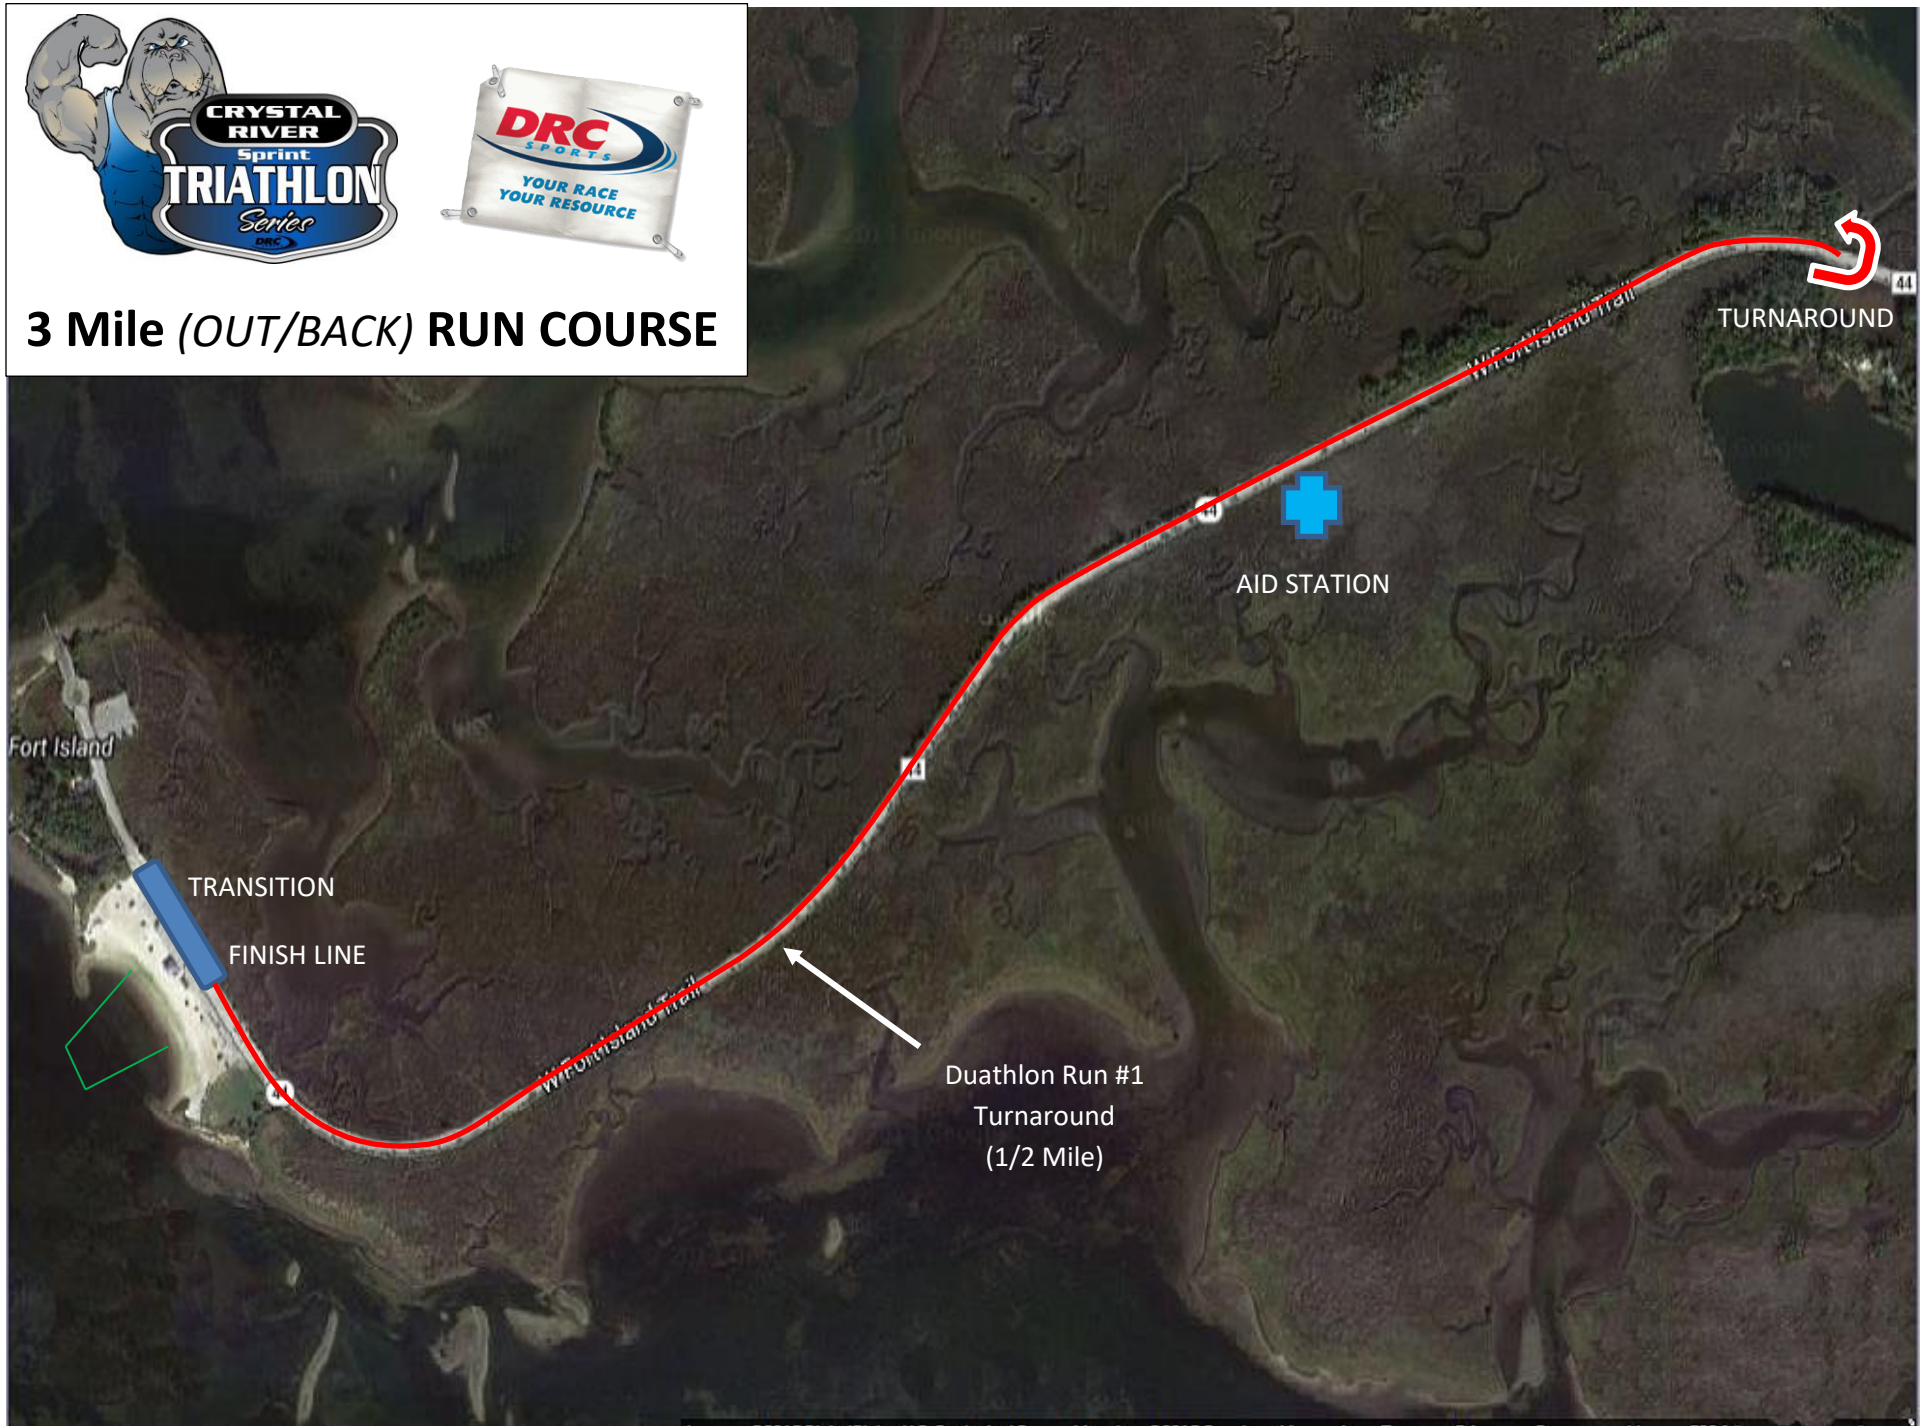 CRYSTAL
RIVER
Sprint
TRIATHLON
Series
DRC
DRC
SPORTS
YOUR RACE
YOUR RESOURCE
3 Mile (OUT/BACK) RUN COURSE
44
TURNAROUND
W Fort Island Trail
44
AID STATION
Fort Island
44
TRANSITION
FINISH LINE
W Fort Island Trail
44
Duathlon Run #1
Turnaround
(1/2 Mile)